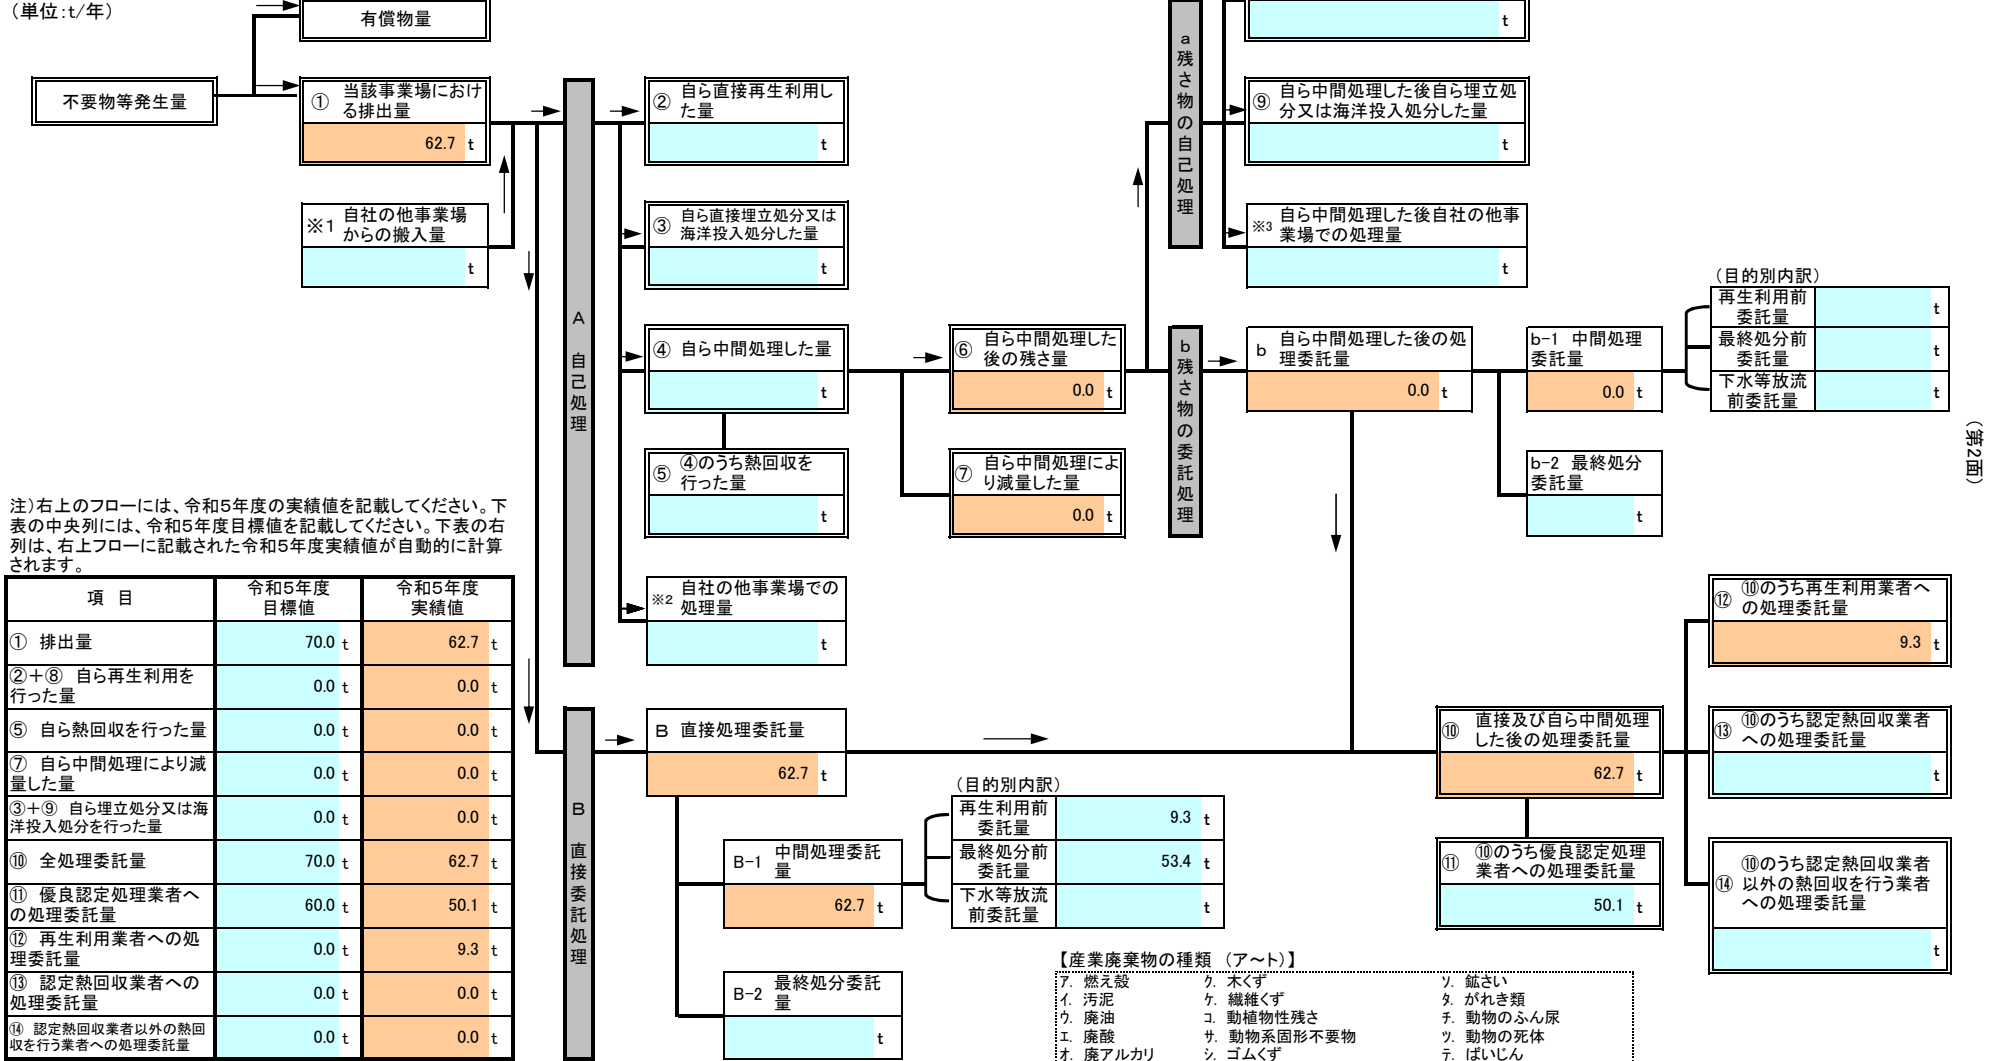 （単位：t/年）
有償物量
不要物等発生量
① 当該事業場におけ
る排出量
62.7 t
※1 自社の他事業場
からの搬入量
t
A 自己処理
② 自ら直接再生利用し
た量
t
③ 自ら直接埋立処分又は
海洋投入処分した量
t
④ 自ら中間処理した量
t
⑤ ④のうち熱回収を
行った量
t
※2 自社の他事業場での
処理量
t
⑥ 自ら中間処理した
後の残さ量
0.0 t
⑦ 自ら中間処理によ
り減量した量
0.0 t
a 残さ物の自己処理
t
⑨ 自ら中間処理した後自ら埋立処
分又は海洋投入処分した量
t
※3 自ら中間処理した後自社の他事
業場での処理量
t
b 残さ物の委託処理
b 自ら中間処理した後の処
理委託量
0.0 t
b-1 中間処理
委託量
0.0 t
b-2 最終処分
委託量
t
（目的別内訳）
再生利用前
委託量 t
最終処分前
委託量 t
下水等放流
前委託量 t
（第2面）
注）右上のフローには、令和5年度の実績値を記載してください。下
表の中央列には、令和5年度目標値を記載してください。下表の右
列は、右上フローに記載された令和5年度実績値が自動的に計算
されます。
項 目 令和5年度
目標値 令和5年度
実績値
① 排出量 70.0 t 62.7 t
②＋⑧ 自ら再生利用を
行った量 0.0 t 0.0 t
⑤ 自ら熱回収を行った量 0.0 t 0.0 t
⑦ 自ら中間処理により減
量した量 0.0 t 0.0 t
③＋⑨ 自ら埋立処分又は海
洋投入処分を行った量 0.0 t 0.0 t
⑩ 全処理委託量 70.0 t 62.7 t
⑪ 優良認定処理業者へ
の処理委託量 60.0 t 50.1 t
⑫ 再生利用業者への処
理委託量 0.0 t 9.3 t
⑬ 認定熱回収業者への
処理委託量 0.0 t 0.0 t
⑭ 認定熱回収業者以外の熱回
収を行う業者への処理委託量 0.0 t 0.0 t
B 直接委託処理
B 直接処理委託量
62.7 t
B-1 中間処理委託
量
62.7 t
B-2 最終処分委託
量
t
（目的別内訳）
再生利用前
委託量 9.3 t
最終処分前
委託量 53.4 t
下水等放流
前委託量 t
⑩ 直接及び自ら中間処理
した後の処理委託量
62.7 t
⑪ ⑩のうち優良認定処理
業者への処理委託量
50.1 t
⑫ ⑩のうち再生利用業者へ
の処理委託量
9.3 t
⑬ ⑩のうち認定熱回収業者
への処理委託量
t
⑭ ⑩のうち認定熱回収業者
以外の熱回収を行う業者
への処理委託量
t
【産業廃棄物の種類 （ア～ト）】
ア. 燃え殻 ク. 木くず ソ. 鉱さい
イ. 汚泥 ケ. 繊維くず タ. がれき類
ウ. 廃油 コ. 動植物性残さ チ. 動物のふん尿
エ. 廃酸 サ. 動物系固形不要物 ツ. 動物の死体
オ. 廃アルカリ シ. ゴムくず テ. ばいじん